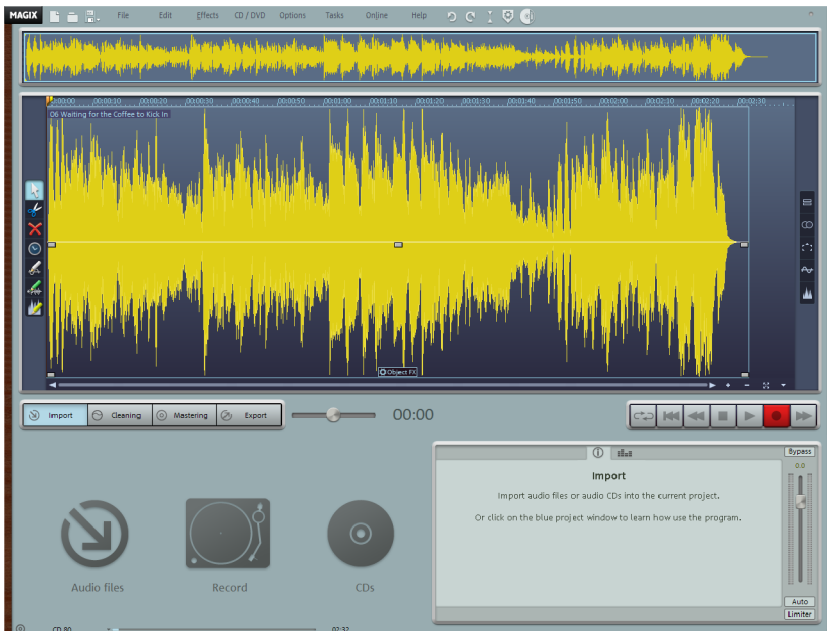 MAGIX File Edit Effects CD / DVD Options Tasks Online Help
00:00:00 00:00:10 00:00:20 00:00:30 00:00:40 00:00:50 00:01:00 00:01:10 00:01:20 00:01:30 00:01:40 00:01:50 00:02:00 00:02:10 00:02:20 00:02:30
06 Waiting for the Coffee to Kick In
Object FX
Import Cleaning Mastering Export 00:00
Bypass
0.0
Import
Import audio files or audio CDs into the current project.
Or click on the blue project window to learn how use the program.
Audio files Record CDs
Auto
Limiter
CD 80 02:32